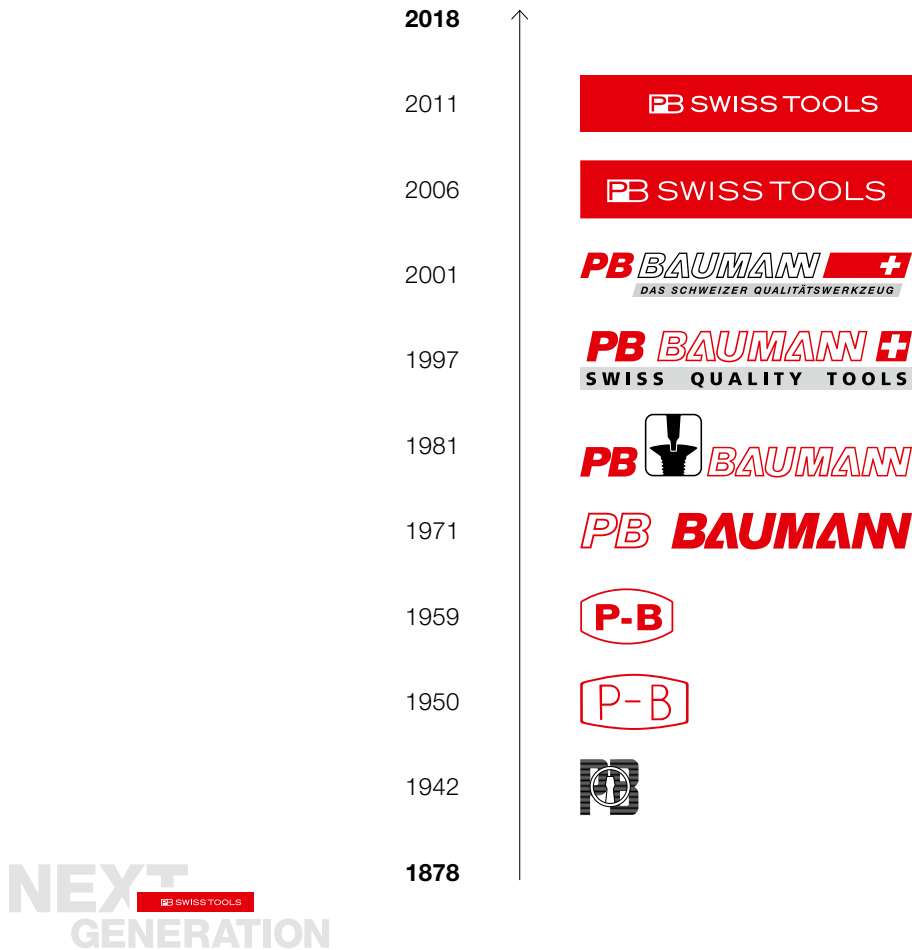 2018
2011
PB SWISS TOOLS
2006
PB SWISS TOOLS
2001
PB BAUMANN
DAS SCHWEIZER QUALITÄTSWERKZEUG
1997
PB BAUMANN
SWISS QUALITY TOOLS
1981
PB BAUMANN
1971
PB BAUMANN
1959
P-B
1950
P-B
1942
PB
1878
NEXT
PB SWISS TOOLS
GENERATION